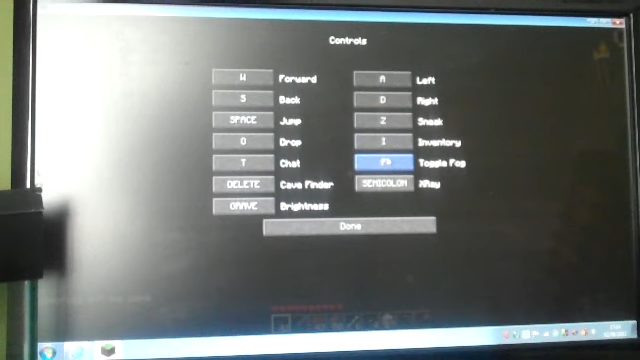 Controls
W Forward A Left
S Back D Right
SPACE Jump Z Sneak
O Drop I Inventory
T Chat Toggle Fog
DELETE Cave Finder SEMICOLON XRay
GRAVE Brightness
Done